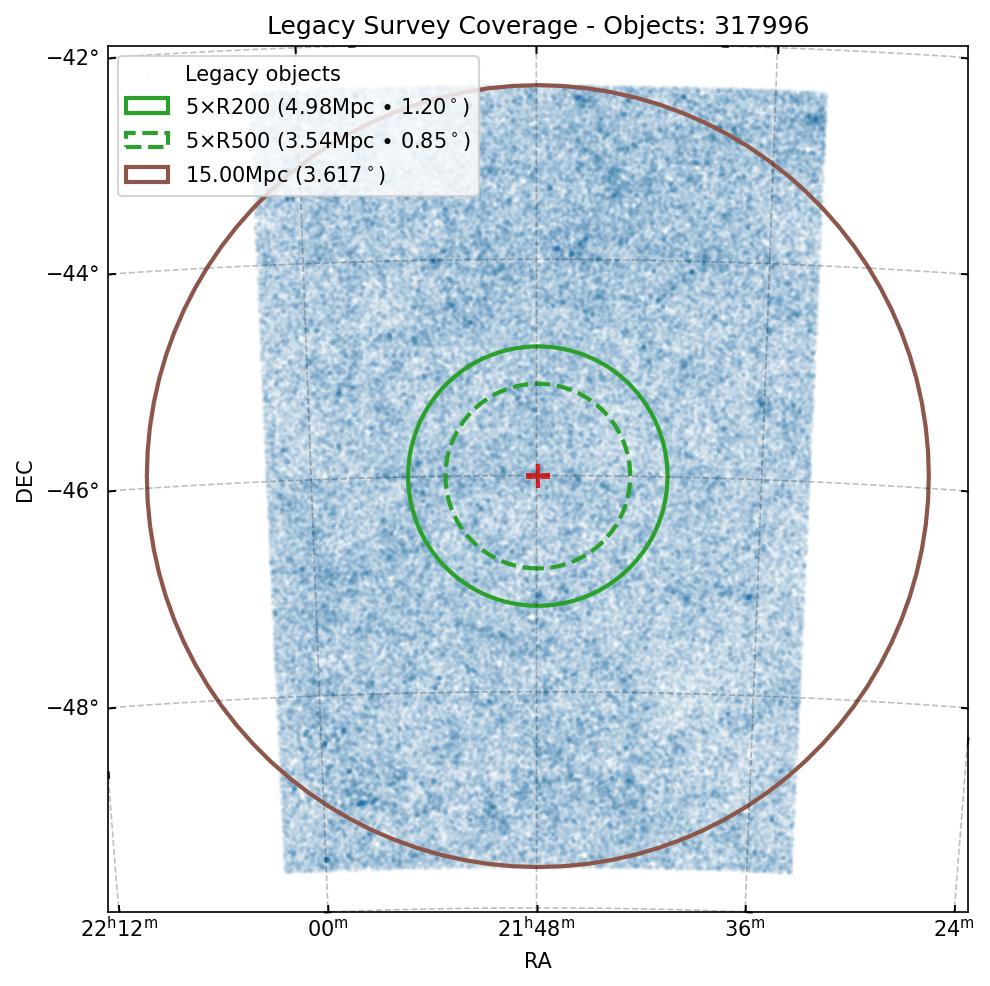 Legacy Survey Coverage - Objects: 317996
−42°
−44°
−46°
−48°
DEC
Legacy objects
5×R200 (4.98Mpc • 1.20°)
5×R500 (3.54Mpc • 0.85°)
15.00Mpc (3.617°)
22ʰ12ᵐ 00ᵐ 21ʰ48ᵐ 36ᵐ 24ᵐ
RA